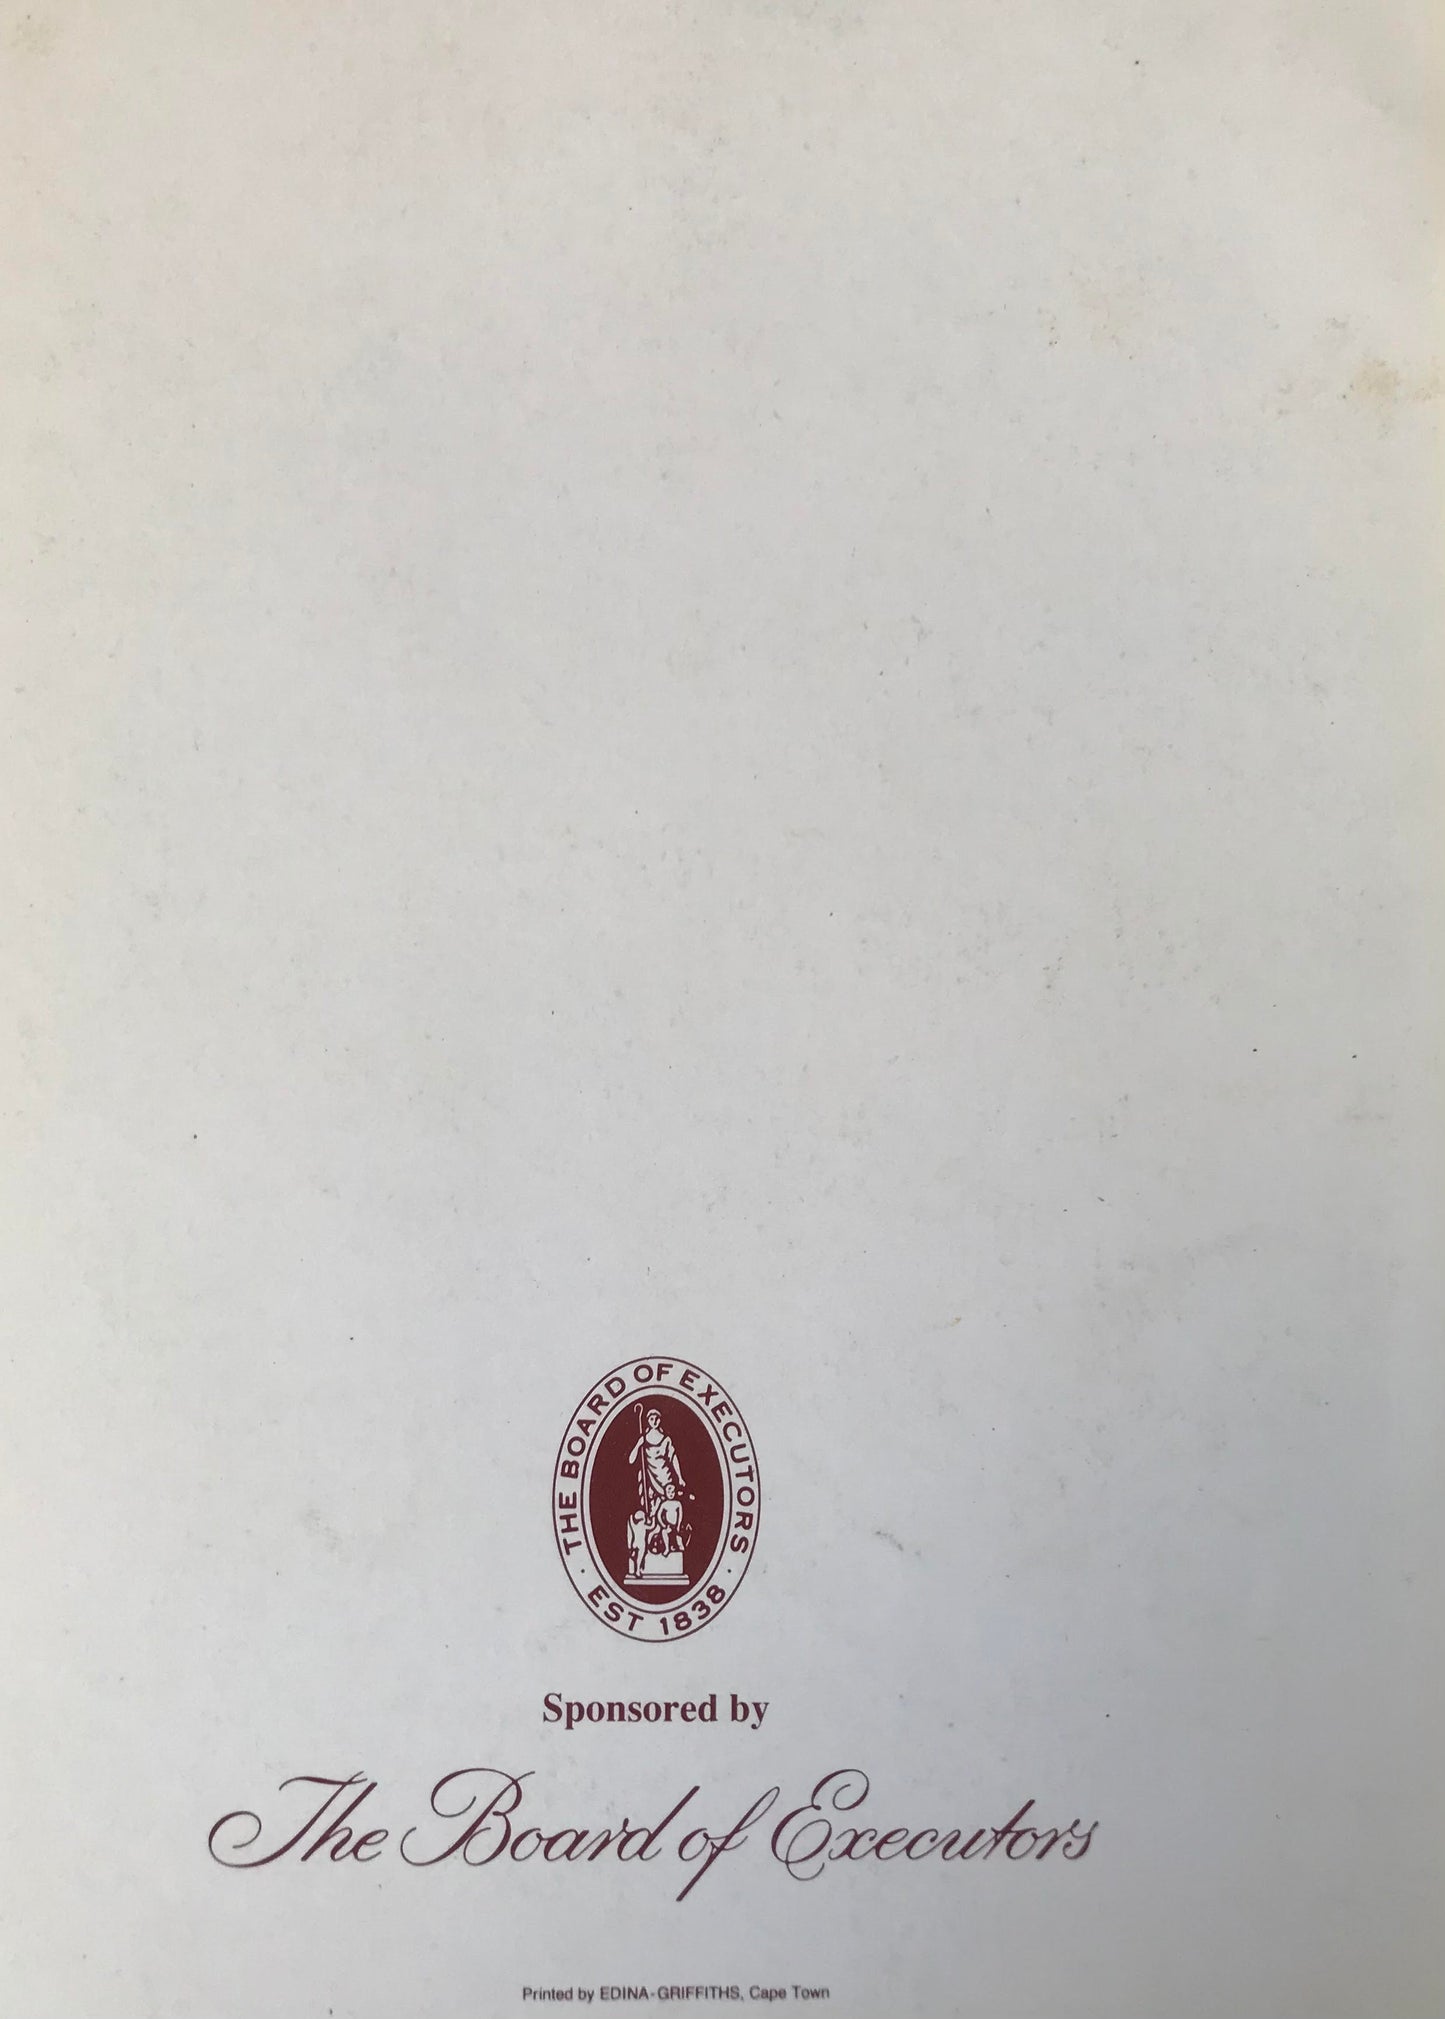 THE BOARD OF EXECUTORS
· EST 1838 ·
Sponsored by
The Board of Executors
Printed by EDINA-GRIFFITHS, Cape Town